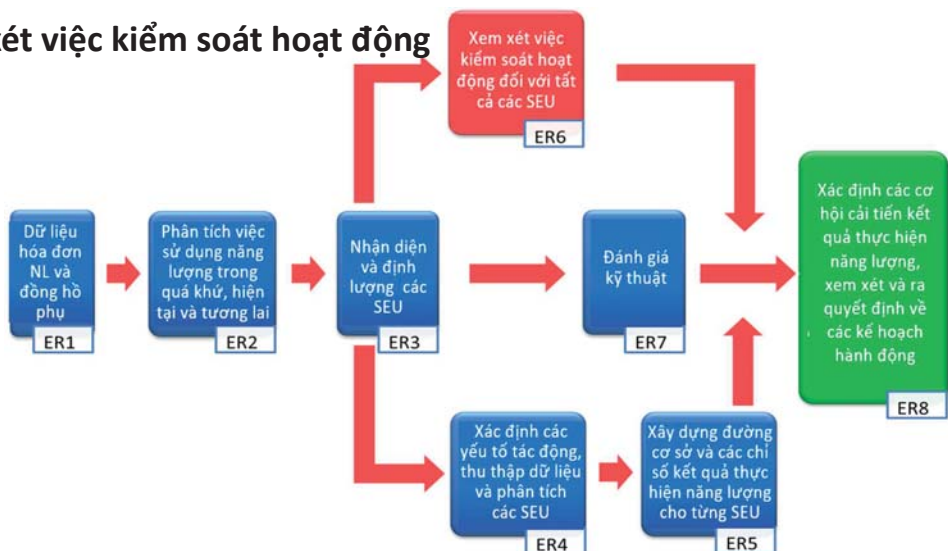 xét việc kiểm soát hoạt động
Xem xét việc
kiểm soát hoạt
động đối với tất
cả các SEU
ER6
Dữ liệu
hóa đơn
NL và
đồng hồ
phụ
ER1
Phân tích việc
sử dụng năng
lượng trong
quá khứ, hiện
tại và tương lai
ER2
Nhận diện
và định
lượng các
SEU
ER3
Đánh giá
kỹ thuật
ER7
Xác định các cơ
hội cải tiến kết
quả thực hiện
năng lượng,
xem xét và ra
quyết định về
các kế hoạch
hành động
ER8
Xác định các
yếu tố tác động,
thu thập dữ liệu
và phân tích
các SEU
ER4
Xây dựng đường
cơ sở và các chỉ
số kết quả thực
hiện năng lượng
cho từng SEU
ER5